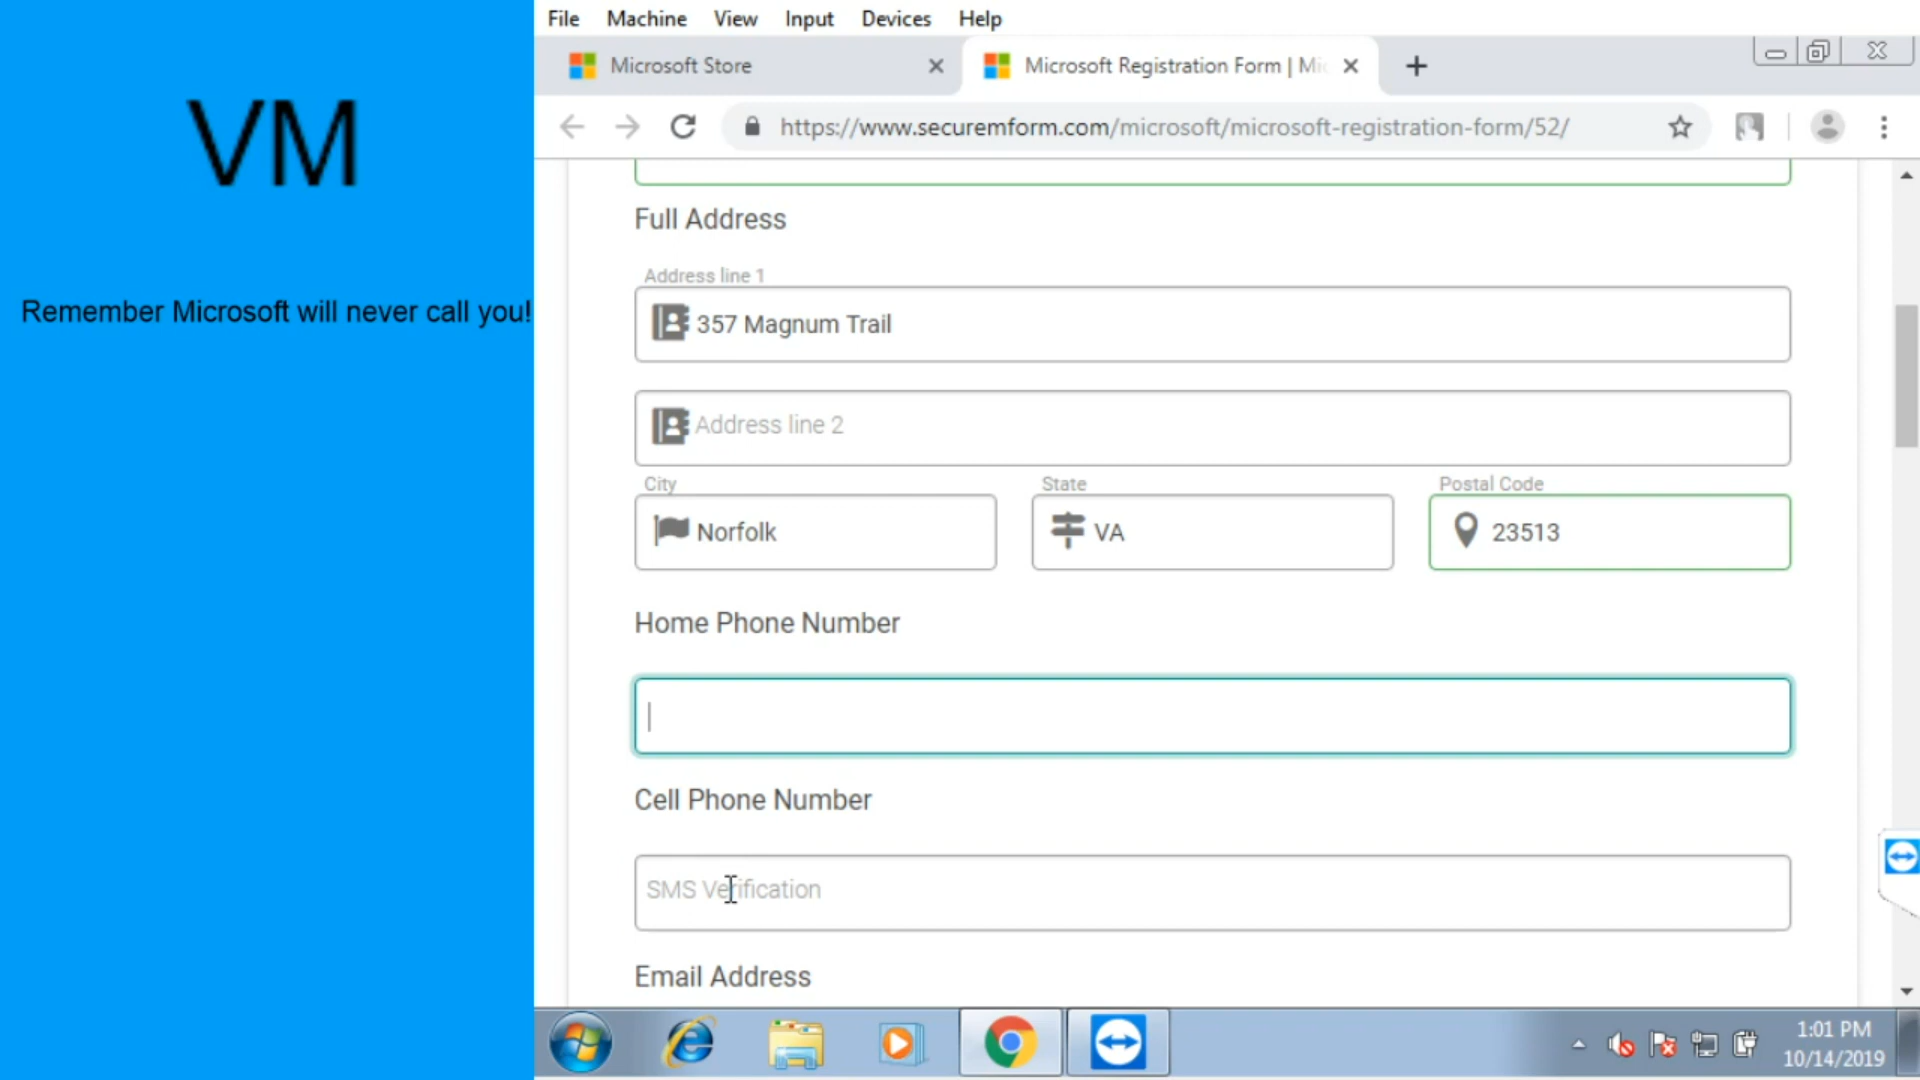 VM
Remember Microsoft will never call you!
File Machine View Input Devices Help
Microsoft Store
Microsoft Registration Form | Mic
https://www.securemform.com/microsoft/microsoft-registration-form/52/
Full Address
Address line 1
357 Magnum Trail
Address line 2
City State Postal Code
Norfolk VA 23513
Home Phone Number
Cell Phone Number
SMS Verification
Email Address
1:01 PM
10/14/2019